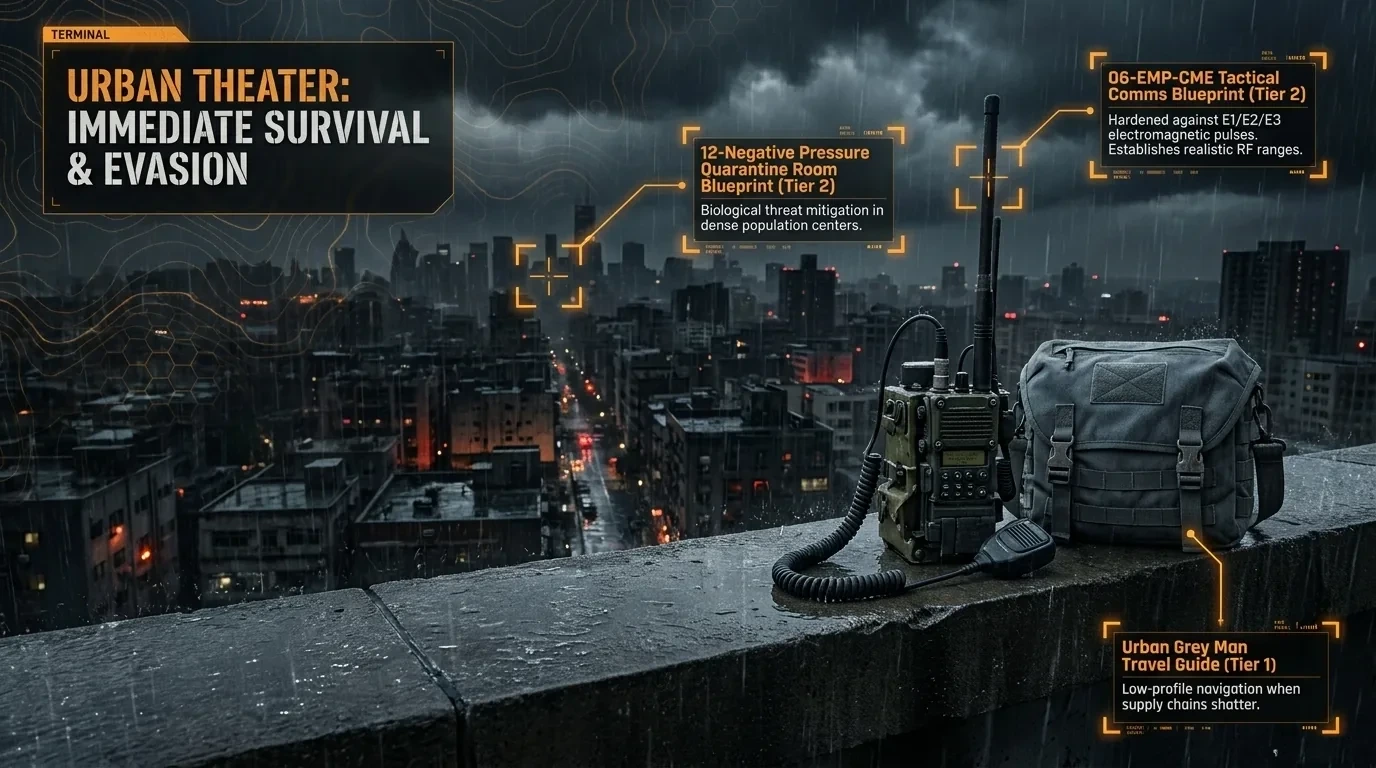 TERMINAL
URBAN THEATER:
IMMEDIATE SURVIVAL
& EVASION
12-Negative Pressure
Quarantine Room
Blueprint (Tier 2)
Biological threat mitigation in
dense population centers.
06-EMP-CME Tactical
Comms Blueprint (Tier 2)
Hardened against E1/E2/E3
electromagnetic pulses.
Establishes realistic RF ranges.
Urban Grey Man
Travel Guide (Tier 1)
Low-profile navigation when
supply chains shatter.